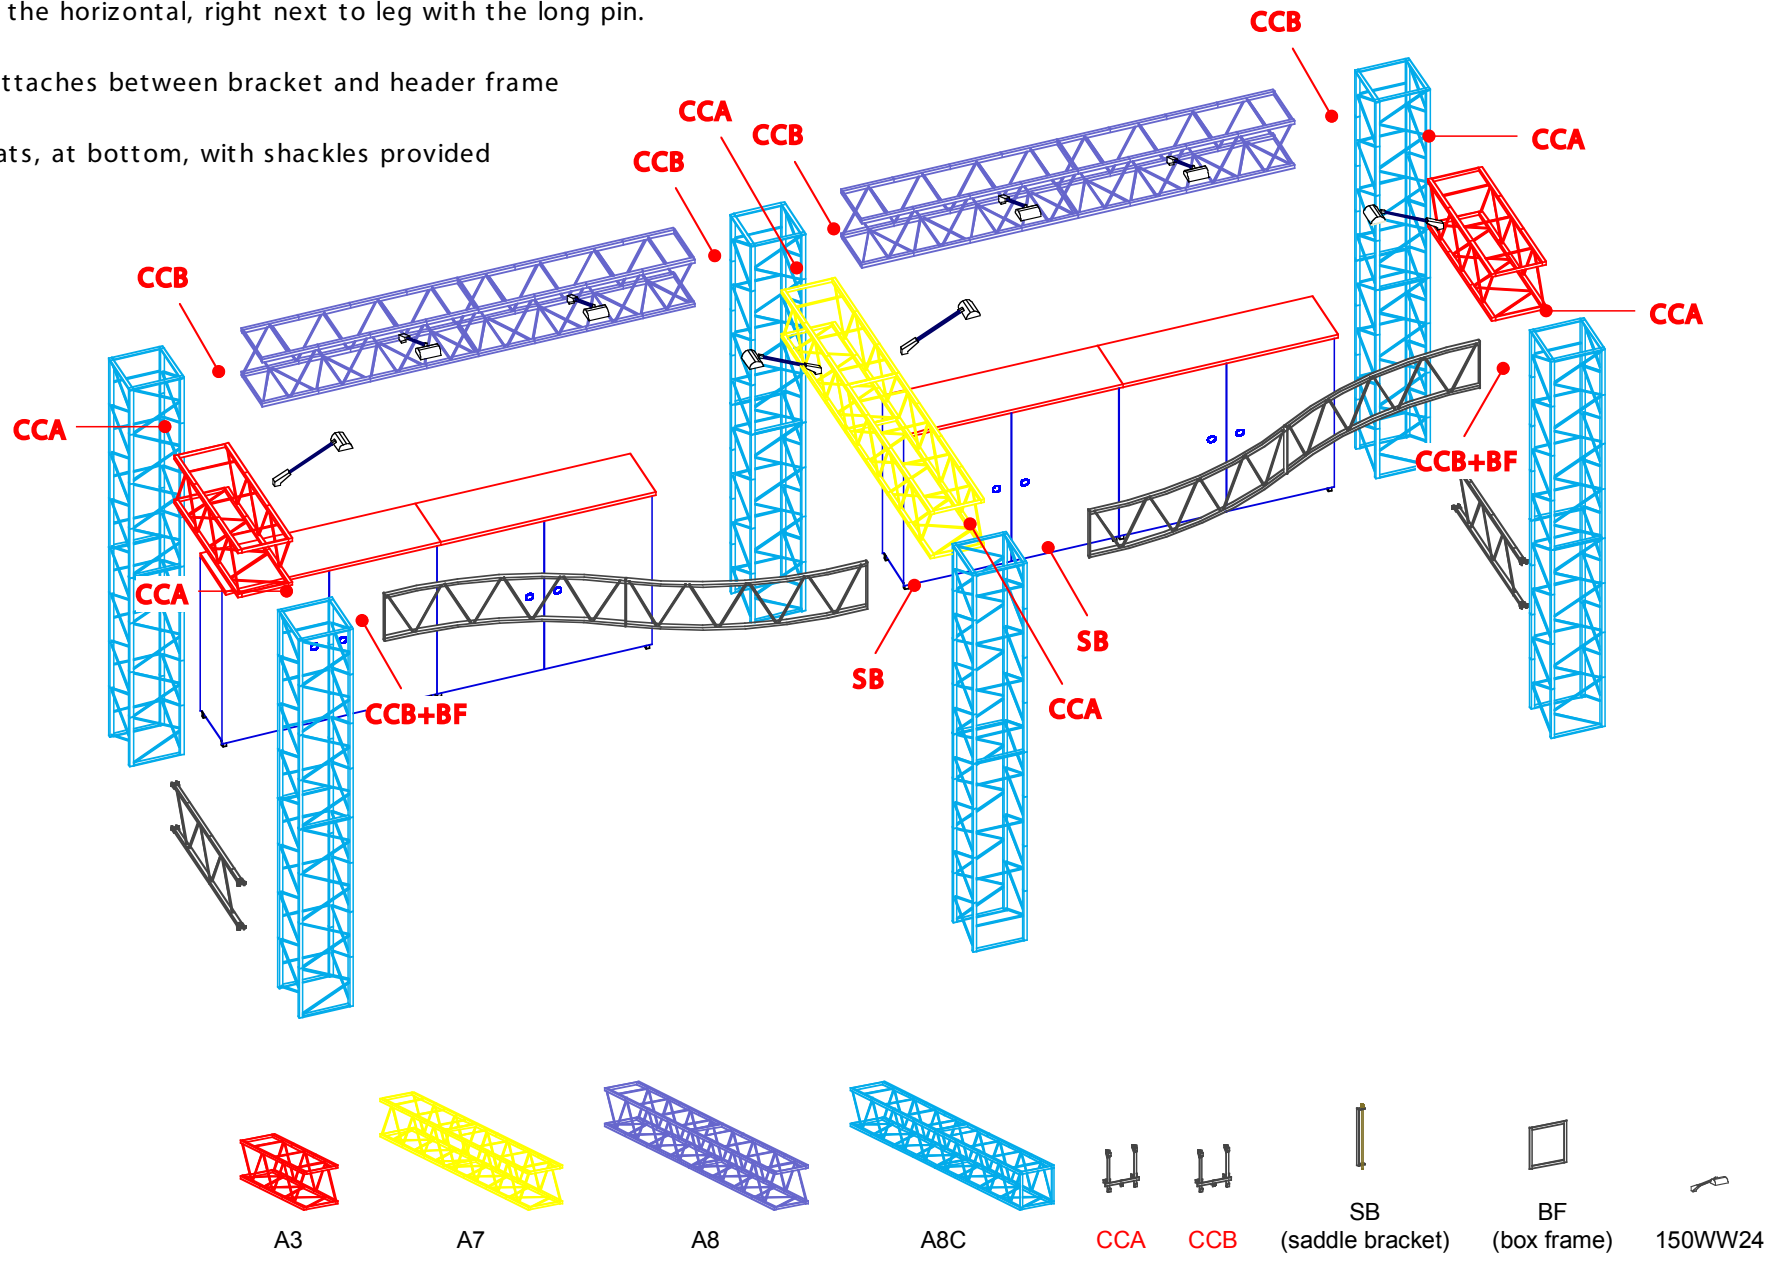 the horizontal, right next to leg with the long pin.
ttaches between bracket and header frame
ats, at bottom, with shackles provided
CCB
CCA
CCB
CCB
CCA
CCB
CCA
CCA
CCB+BF
CCA
SB
SB
CCA
CCB+BF
A3
A7
A8
A8C
CCA
CCB
SB
(saddle bracket)
BF
(box frame)
150WW24